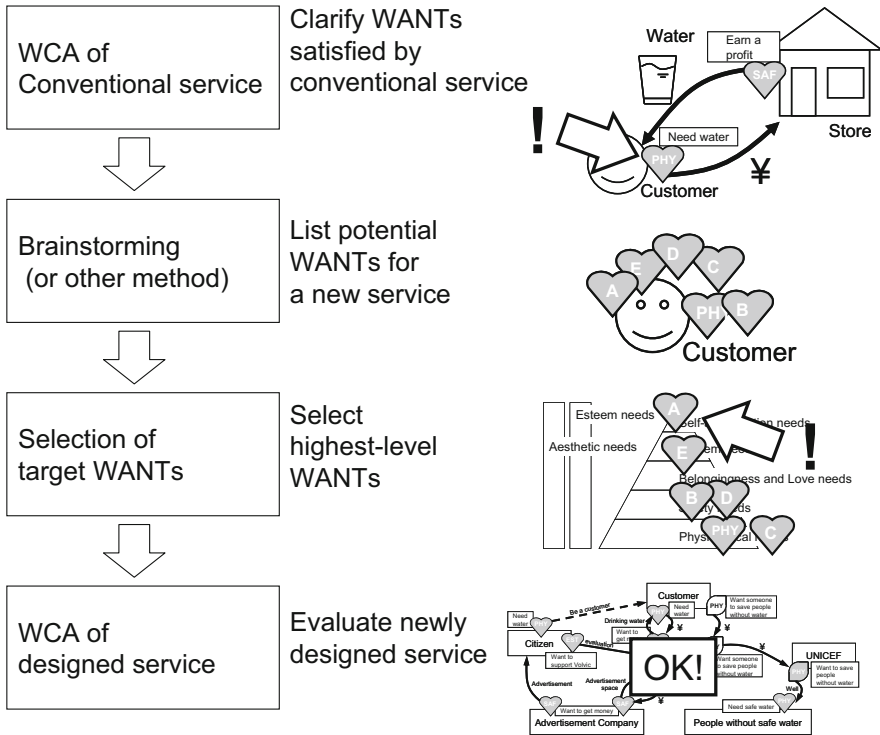 WCA of
Conventional service
Clarify WANTs
satisfied by
conventional service
Water
Earn a
profit
SAF
Store
!
Need water
PHY
Customer
¥
Brainstorming
(or other method)
List potential
WANTs for
a new service
A
E
D
C
PH
B
Customer
Selection of
target WANTs
Select
highest-level
WANTs
Esteem needs
Aesthetic needs
A
needs
!
E
Belongingness and Love needs
B
D
PHY
C
WCA of
designed service
Evaluate newly
designed service
Need
water
Be a customer
Customer
Need
water
PHY
Want someone
to save people
without water
Drinking water
Want to
¥
¥
Citizen
evaluation
Want to
support Volvic
OK!
Want someone
to save people
without water
¥
UNICEF
Want to save
people
without water
Advertisement
Advertisement
space
Well
SAF
Want to get money
SAF
¥
Need safe water
Advertisement Company
People without safe water